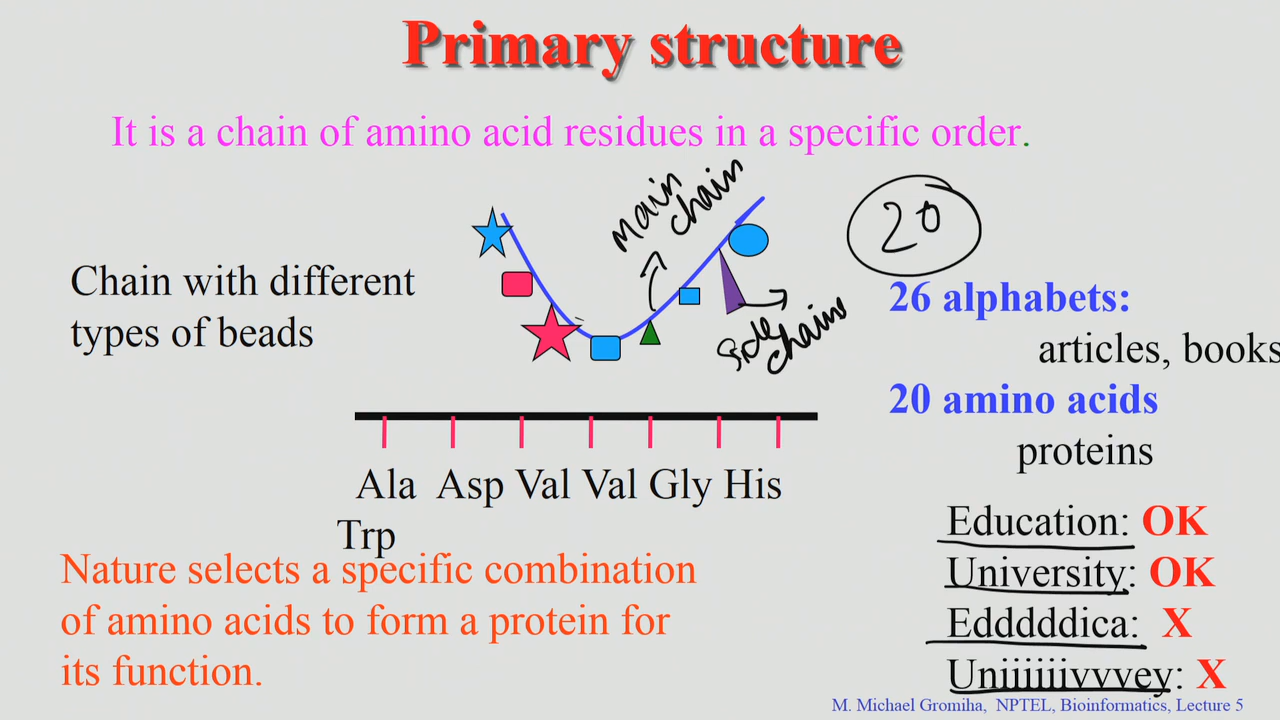 Primary structure
It is a chain of amino acid residues in a specific order.
main
chain
20
Chain with different
types of beads
side
chains
26 alphabets:
articles, books
20 amino acids
proteins
Ala Asp Val Val Gly His
Trp
Education: OK
University: OK
Edddddica: X
Uniiiiiivvvey: X
Nature selects a specific combination
of amino acids to form a protein for
its function.
M. Michael Gromiha, NPTEL, Bioinformatics, Lecture 5